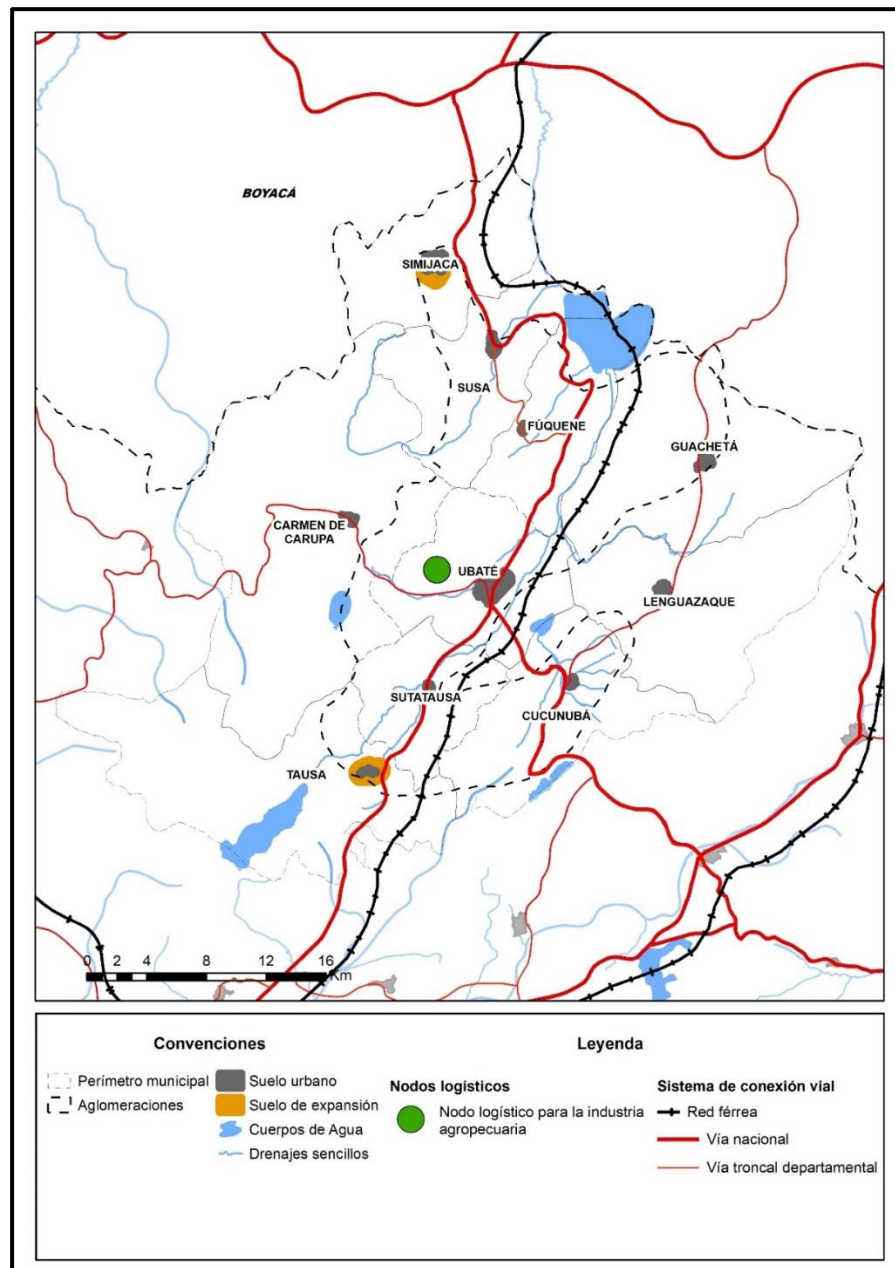 BOYACÁ
SIMIJACA
SUSA
FÚQUENE
GUACHETÁ
CARMEN DE
CARUPA
UBATÉ
LENGUAZAQUE
SUTATAUSA
CUCUNUBÁ
TAUSA
0 2 4 8 12 16
Km
Convenciones
Perímetro municipal
Aglomeraciones
Suelo urbano
Suelo de expansión
Cuerpos de Agua
Drenajes sencillos
Leyenda
Nodos logísticos
Nodo logístico para la industria
agropecuaria
Sistema de conexión vial
Red férrea
Vía nacional
Vía troncal departamental